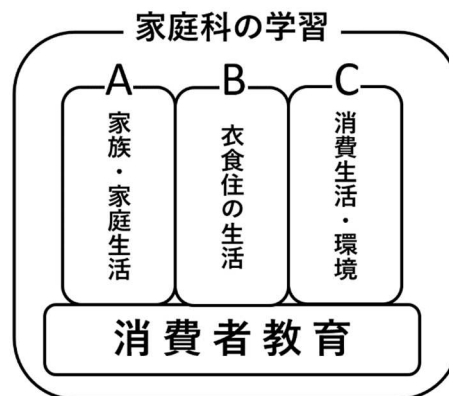 家庭科の学習
A
家族・家庭生活
B
衣食住の生活
C
消費生活・環境
消費者教育